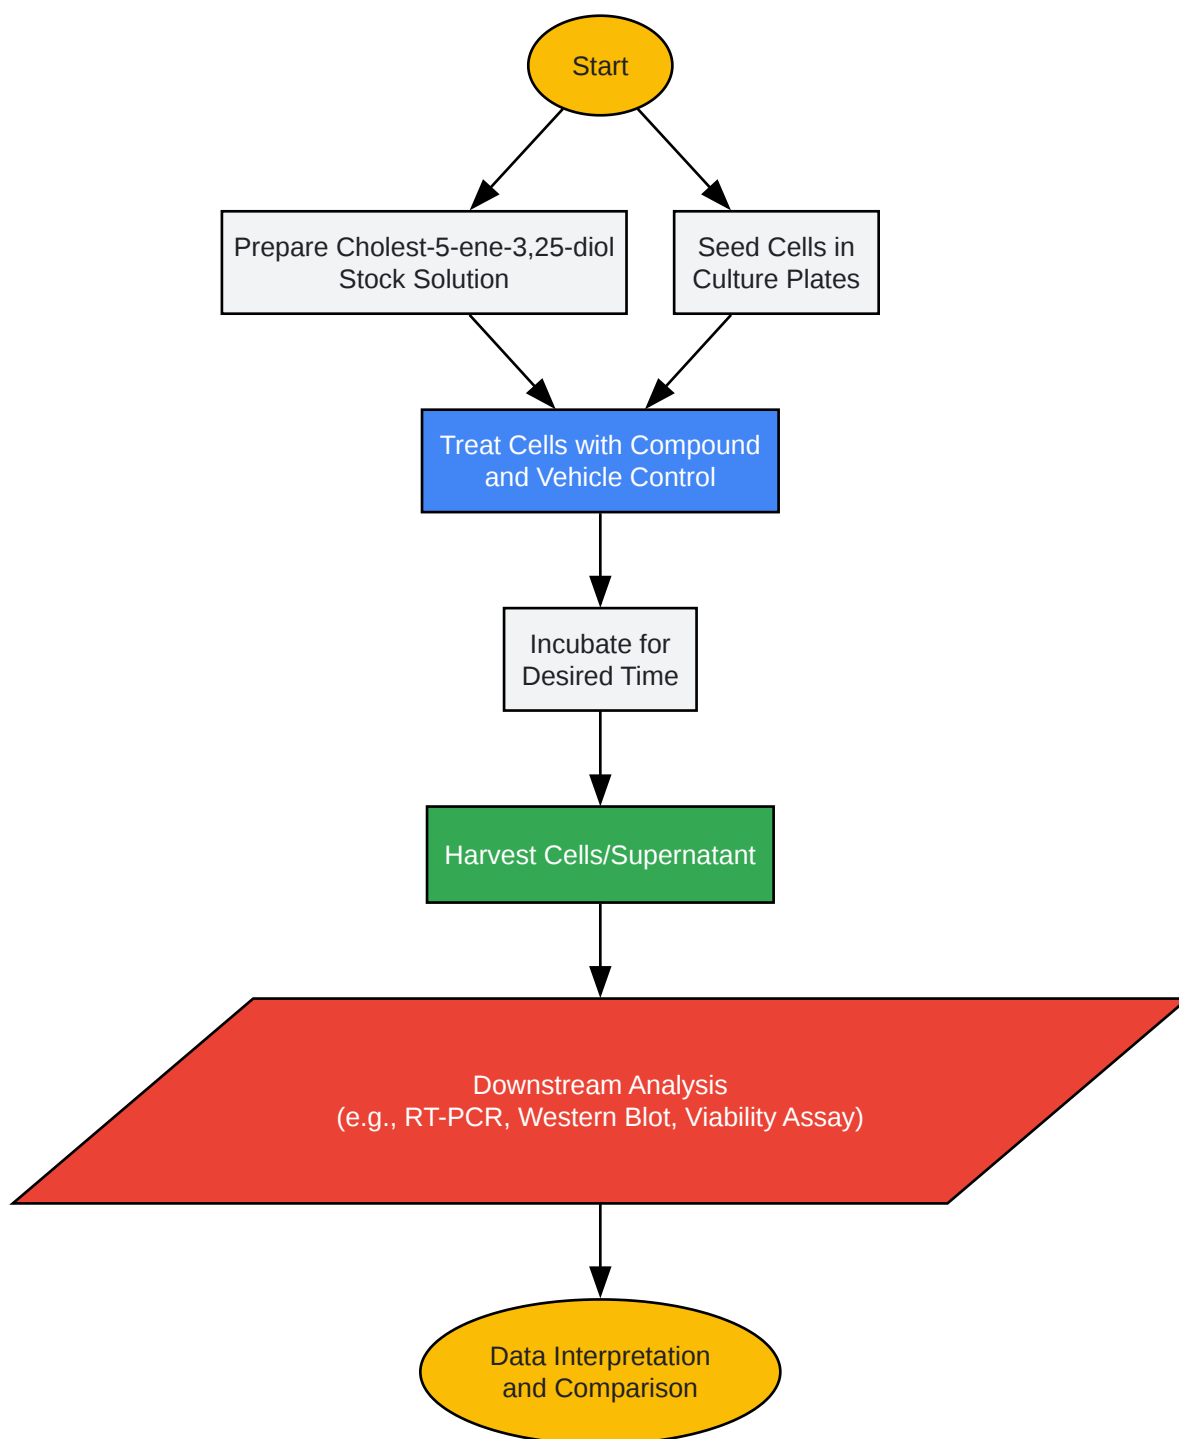 Start
Prepare Cholest-5-ene-3,25-diol
Stock Solution
Seed Cells in
Culture Plates
Treat Cells with Compound
and Vehicle Control
Incubate for
Desired Time
Harvest Cells/Supernatant
Downstream Analysis
(e.g., RT-PCR, Western Blot, Viability Assay)
Data Interpretation
and Comparison